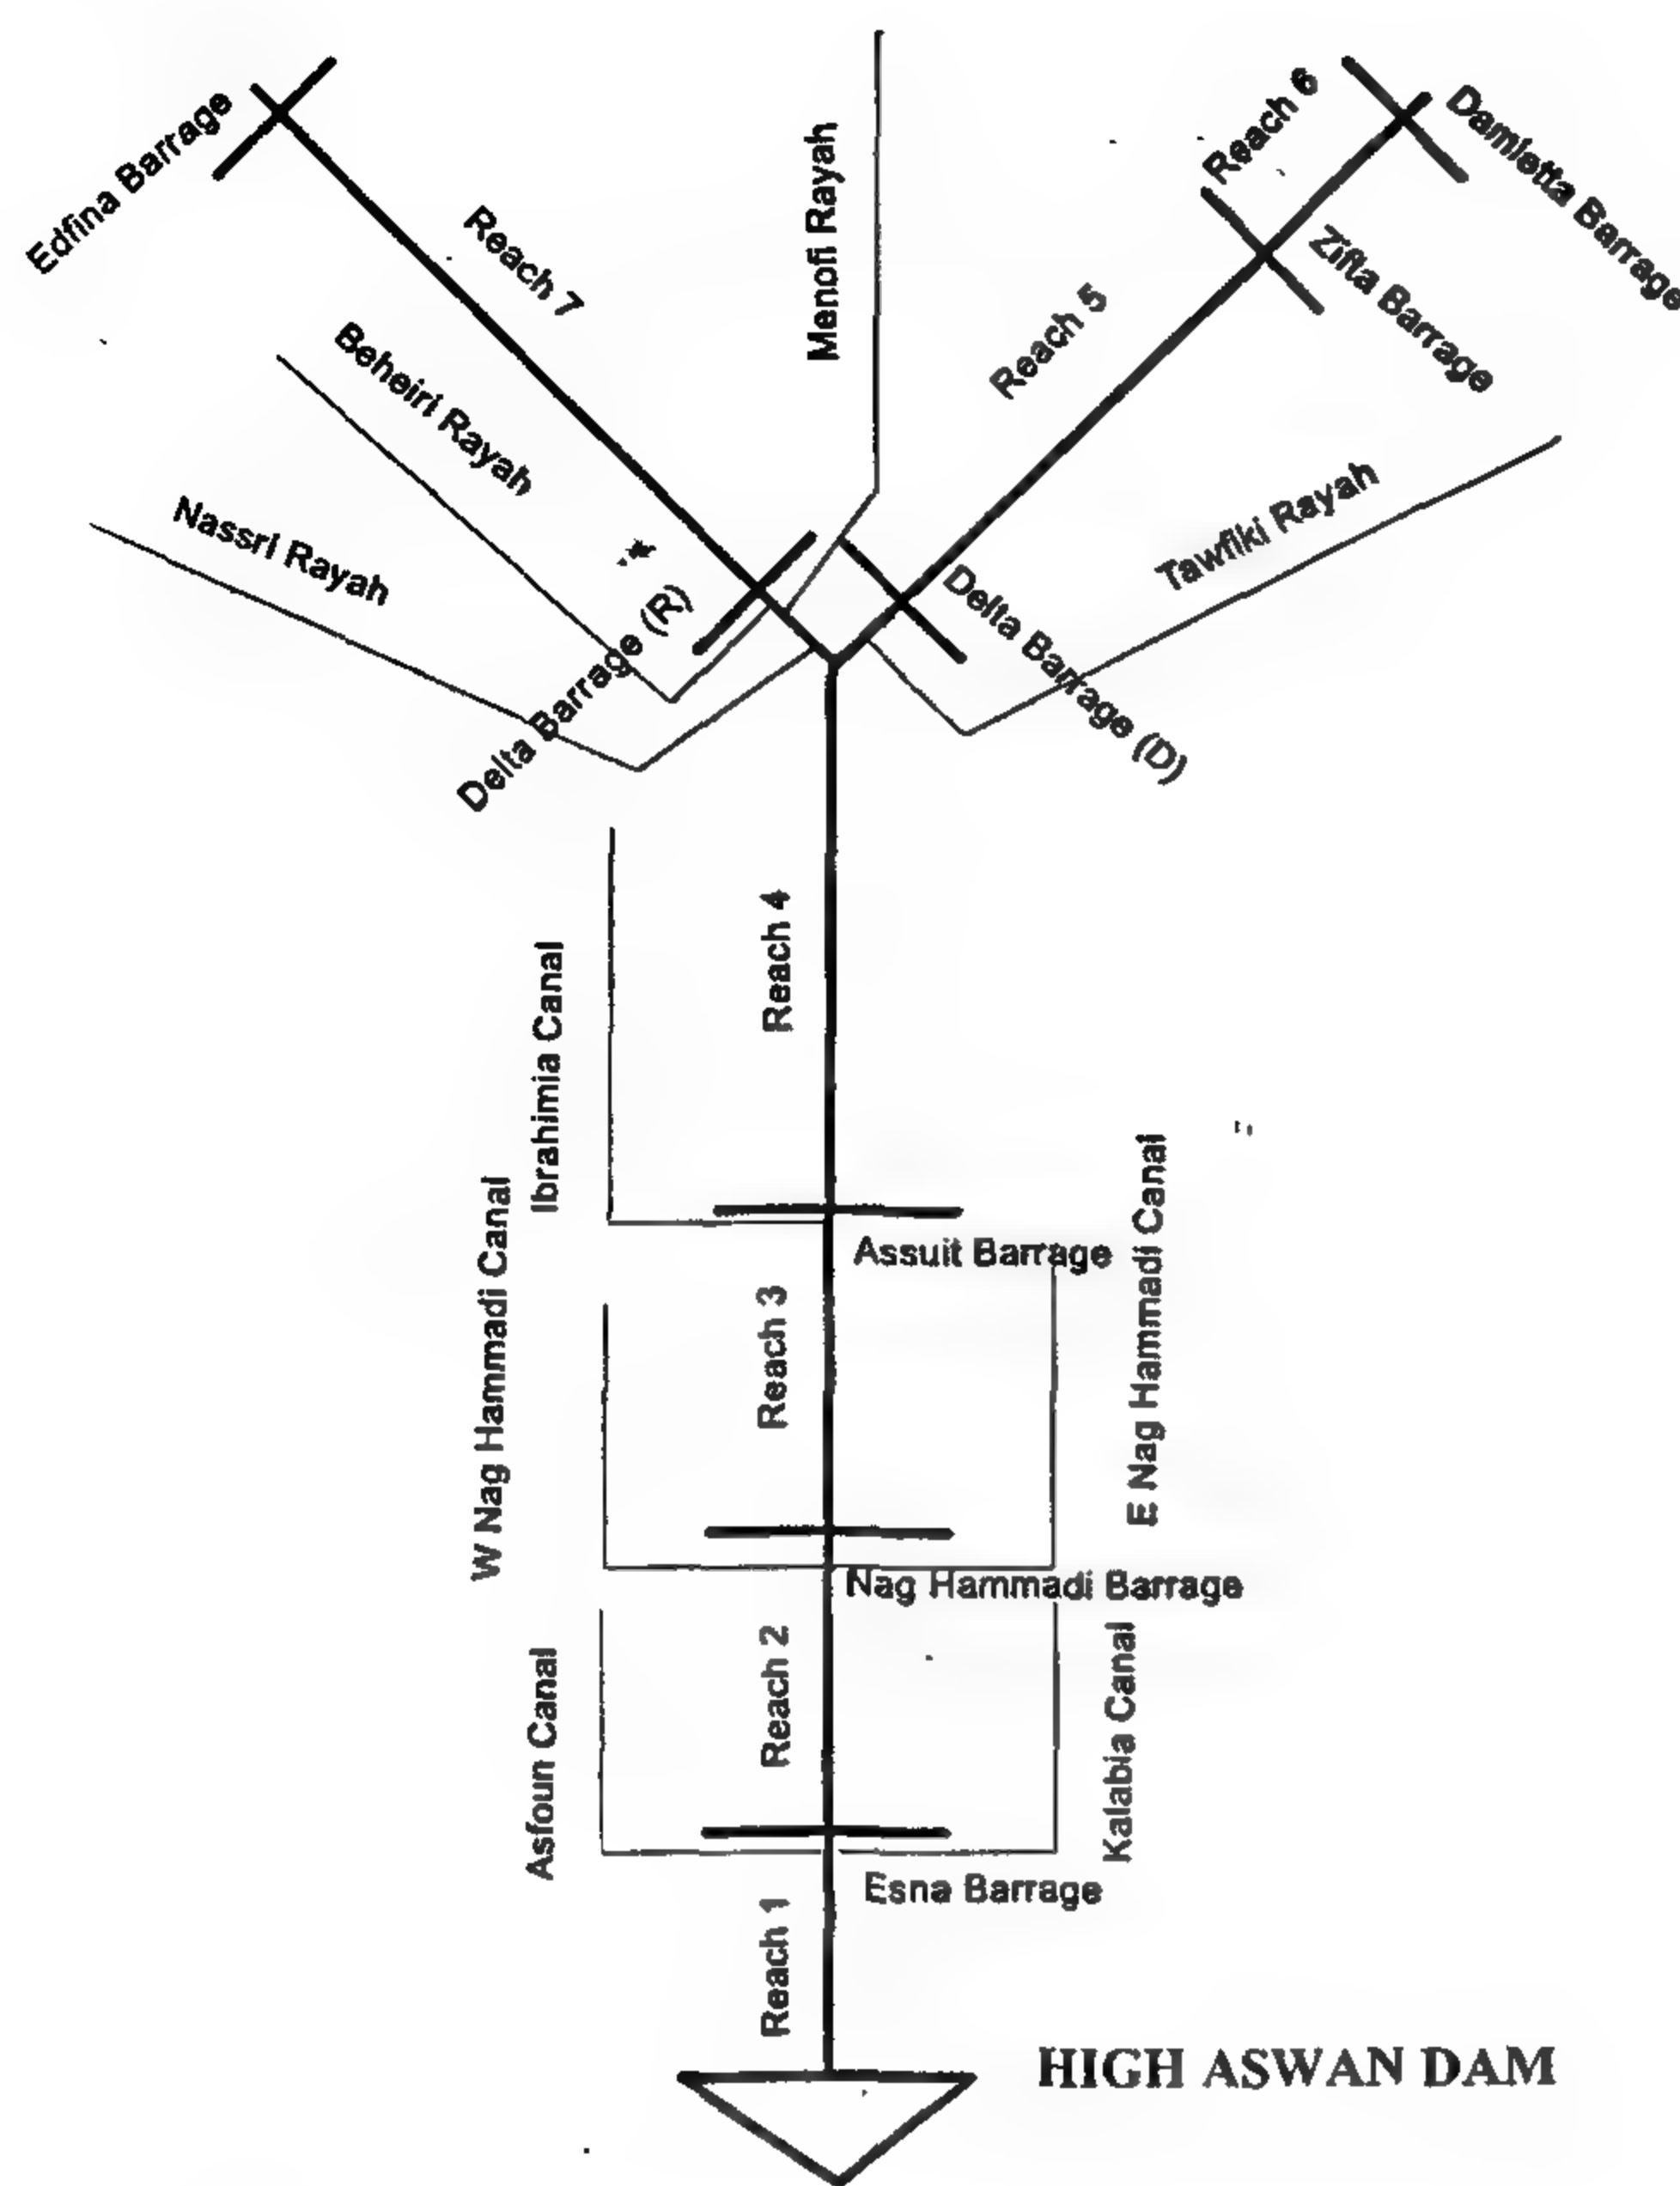 Edfina Barrage
Reach 7
Beheiri Rayah
Nassri Rayah
Delta Barrage (R)
Menofi Rayah
Reach 5
Reach 6
Damietta Barrage
Zifta Barrage
Tawfiki Rayah
Delta Barrage (D)
Reach 4
Ibrahimia Canal
Assuit Barrage
W Nag Hammadi Canal
Reach 3
E Nag Hammadi Canal
Nag Hammadi Barrage
Asfoun Canal
Reach 2
Kalabia Canal
Esna Barrage
Reach 1
HIGH ASWAN DAM